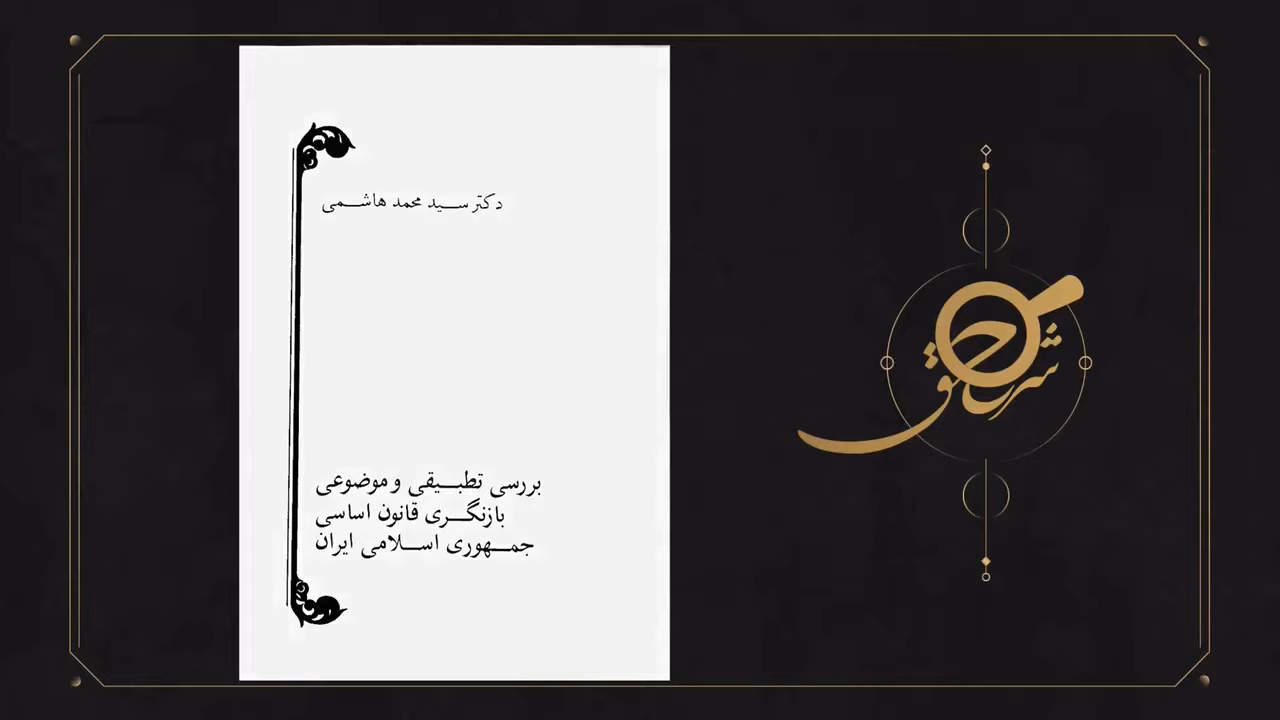 دکتر سید محمد هاشمی
بررسی تطبیقی و موضوعی
بازنگری قانون اساسی
جمهوری اسلامی ایران